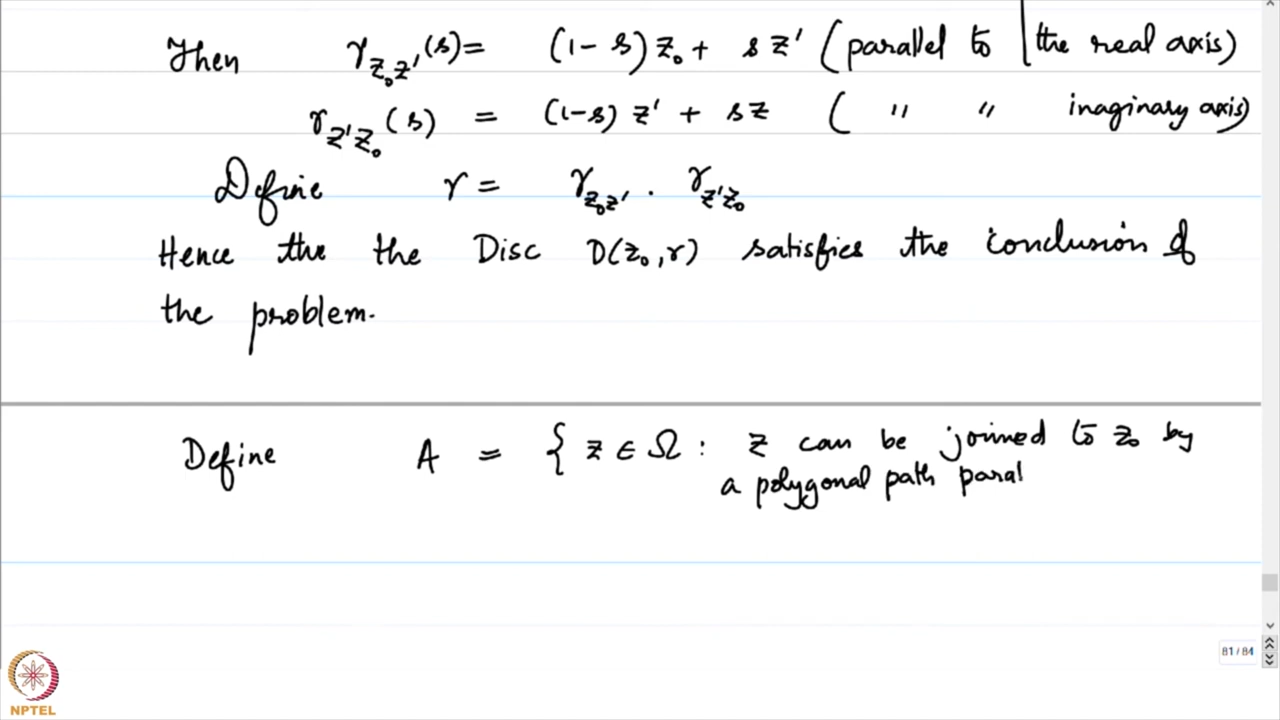 Then γ_{z₀z'}(s) = (1-s) z₀ + s z' (parallel to the real axis)
γ_{z'z₀}(s) = (1-s) z' + s z ( " " inaginary axis)
Define γ = γ_{z₀z'} . γ_{z'z₀}
Hence the the Disc D(z₀, r) satisfies the conclusion of
the problem.
Define A = { z ∈ Ω : z can be joined to z₀ by
a polygonal path paral
81 / 84
NPTEL